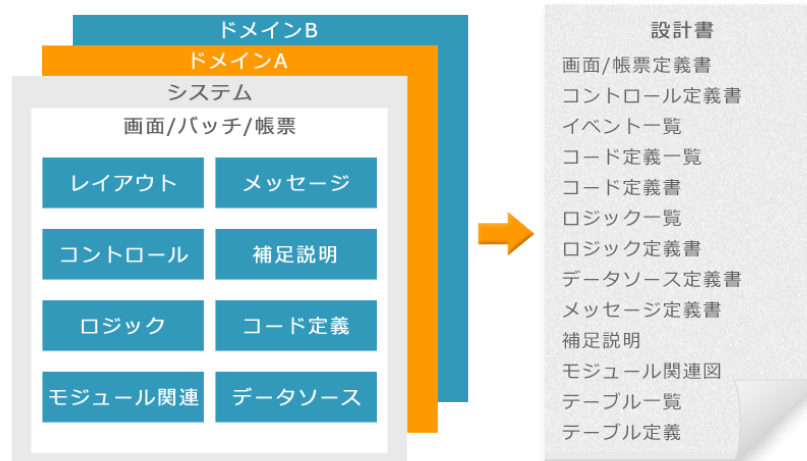 ドメインB
ドメインA
システム
画面/バッチ/帳票
レイアウト
メッセージ
コントロール
補足説明
ロジック
コード定義
モジュール関連
データソース
設計書
画面/帳票定義書
コントロール定義書
イベント一覧
コード定義一覧
コード定義書
ロジック一覧
ロジック定義書
データソース定義書
メッセージ定義書
補足説明
モジュール関連図
テーブル一覧
テーブル定義